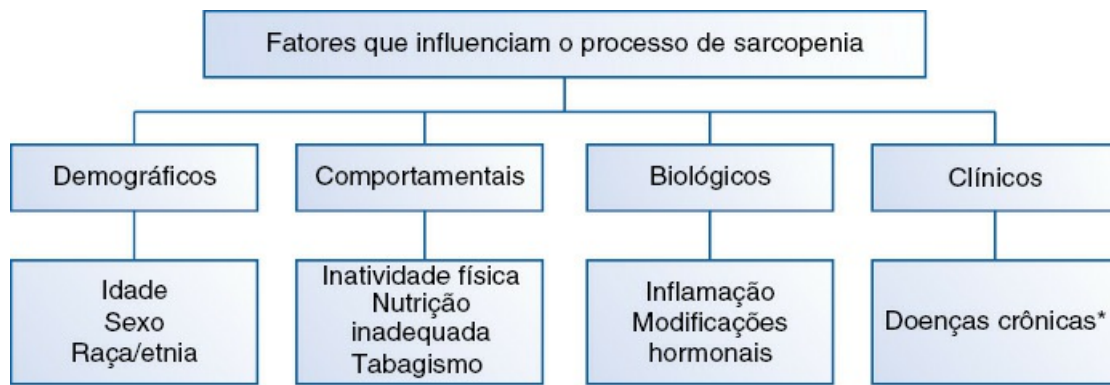 Fatores que influenciam o processo de sarcopenia
Demográficos
Comportamentais
Biológicos
Clínicos
Idade
Sexo
Raça/etnia
Inatividade física
Nutrição
inadequada
Tabagismo
Inflamação
Modificações
hormonais
Doenças crônicas*